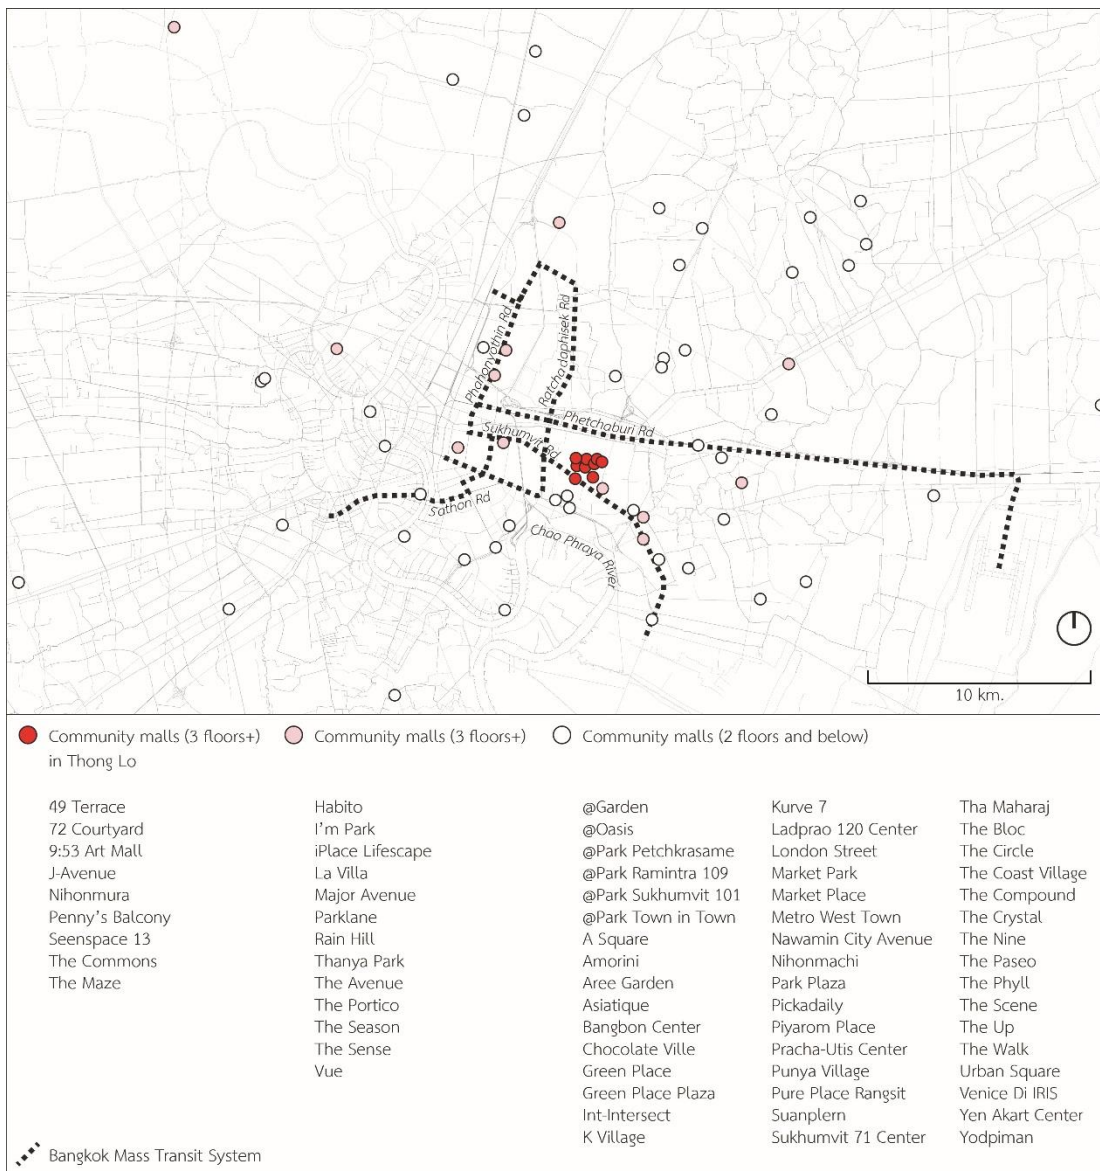 Phahonyothin Rd
Ratchadaphisek Rd
Phetchaburi Rd
Sukhumvit Rd
Sathon Rd
Chao Phraya River
10 km.
Community malls (3 floors+)
in Thong Lo
Community malls (3 floors+)
Community malls (2 floors and below)
49 Terrace
72 Courtyard
9:53 Art Mall
J-Avenue
Nihonmura
Penny's Balcony
Seenspace 13
The Commons
The Maze
Habito
I'm Park
iPlace Lifescape
La Villa
Major Avenue
Parklane
Rain Hill
Thanya Park
The Avenue
The Portico
The Season
The Sense
Vue
@Garden
@Oasis
@Park Petchkrasame
@Park Ramintra 109
@Park Sukhumvit 101
@Park Town in Town
A Square
Amorini
Aree Garden
Asiatique
Bangbon Center
Chocolate Ville
Green Place
Green Place Plaza
Int-Intersect
K Village
Kurve 7
Ladprao 120 Center
London Street
Market Park
Market Place
Metro West Town
Nawamin City Avenue
Nihonmachi
Park Plaza
Pickadaily
Piyarom Place
Pracha-Utis Center
Punya Village
Pure Place Rangsit
Suanplern
Sukhumvit 71 Center
Tha Maharaj
The Bloc
The Circle
The Coast Village
The Compound
The Crystal
The Nine
The Paseo
The Phyll
The Scene
The Up
The Walk
Urban Square
Venice Di IRIS
Yen Akart Center
Yodpiman
Bangkok Mass Transit System